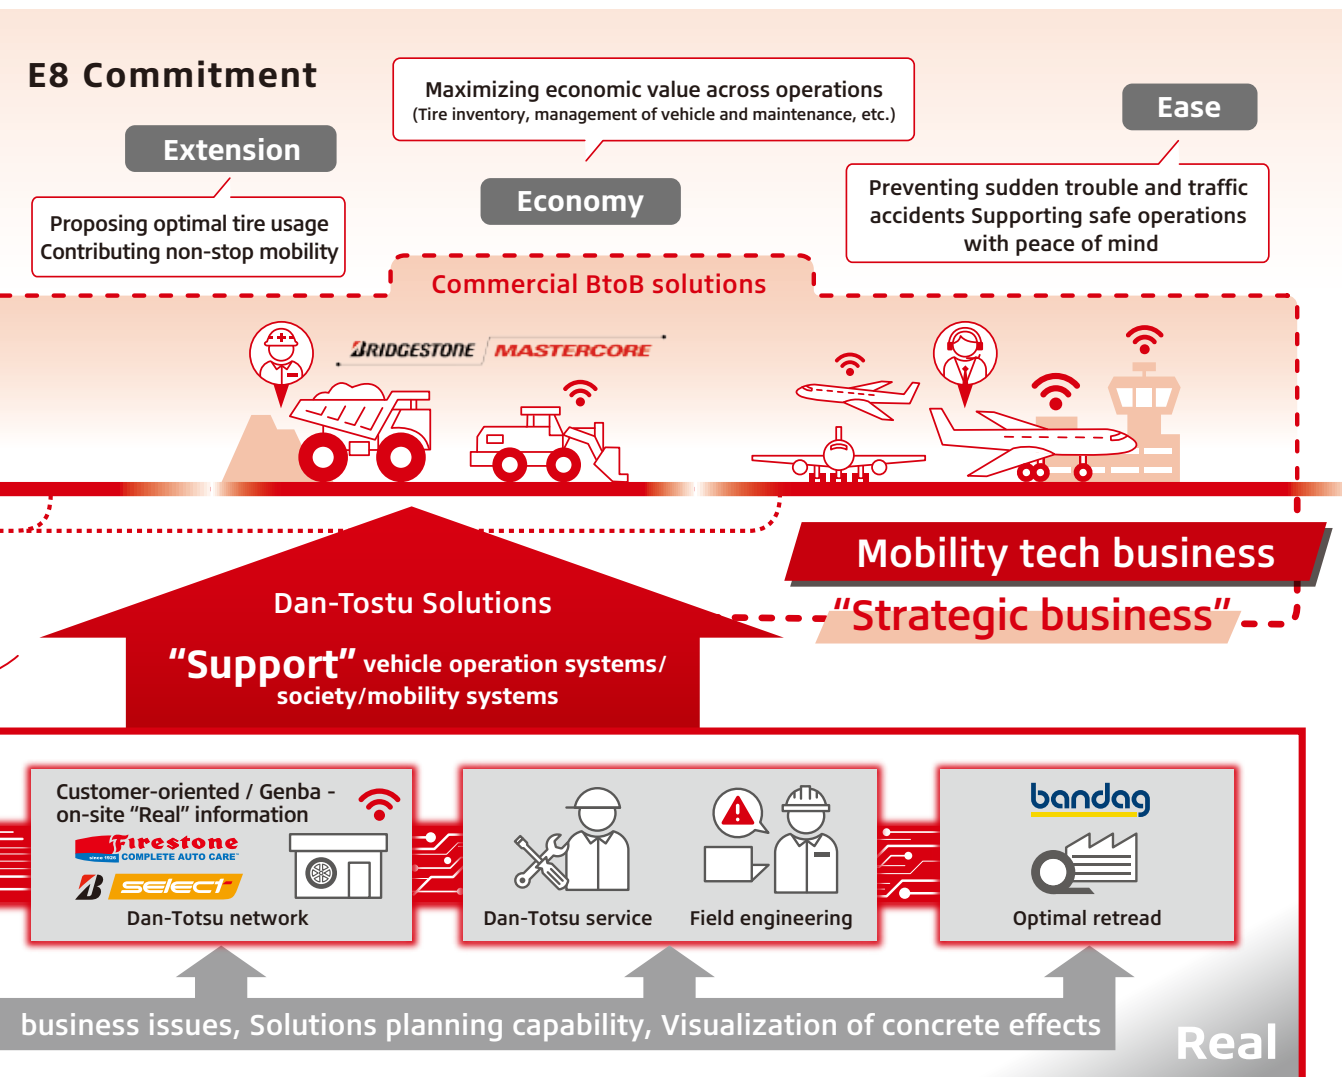 E8 Commitment
Extension
Proposing optimal tire usage
Contributing non-stop mobility
Maximizing economic value across operations
(Tire inventory, management of vehicle and maintenance, etc.)
Economy
Ease
Preventing sudden trouble and traffic
accidents Supporting safe operations
with peace of mind
Commercial BtoB solutions
BRIDGESTONE MASTERCORE
Mobility tech business
“Strategic business”
Dan-Tostu Solutions
“Support” vehicle operation systems/
society/mobility systems
Customer-oriented / Genba -
on-site “Real” information
Firestone
since 1926 COMPLETE AUTO CARE™
B select
Dan-Totsu network
Dan-Totsu service
Field engineering
bandag
Optimal retread
business issues, Solutions planning capability, Visualization of concrete effects
Real